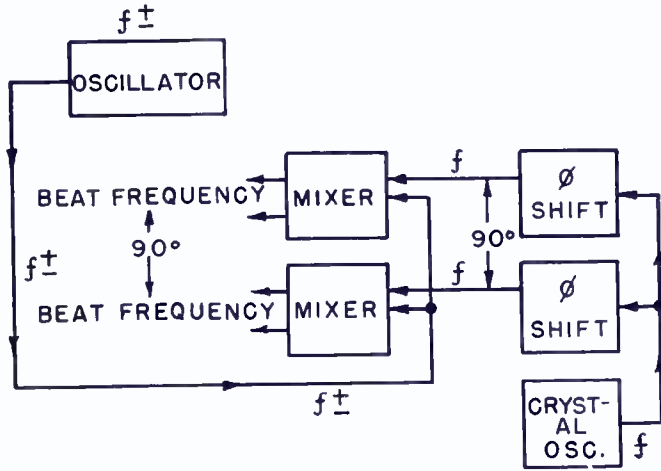 f±
OSCILLATOR
f
Ø
SHIFT
MIXER
BEAT FREQUENCY
90°
90°
f±
f
Ø
SHIFT
MIXER
BEAT FREQUENCY
f±
CRYST-
AL
OSC.
f